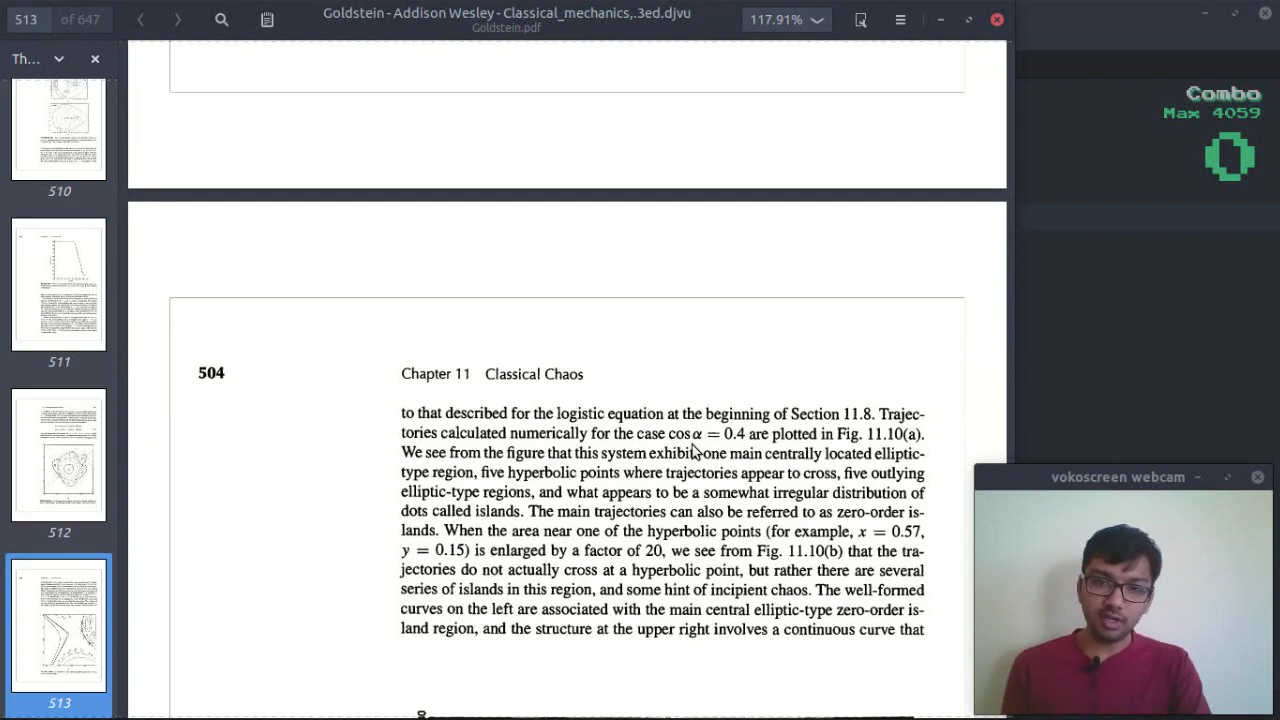 513 of 647
Goldstein - Addison Wesley - Classical_mechanics,.3ed.djvu
Goldstein.pdf
117.91%
Th...
510
511
512
513
Combo
Max 4059
0
504 Chapter 11 Classical Chaos
to that described for the logistic equation at the beginning of Section 11.8. Trajec-
tories calculated numerically for the case cos α = 0.4 are plotted in Fig. 11.10(a).
We see from the figure that this system exhibits one main centrally located elliptic-
type region, five hyperbolic points where trajectories appear to cross, five outlying
elliptic-type regions, and what appears to be a somewhat irregular distribution of
dots called islands. The main trajectories can also be referred to as zero-order is-
lands. When the area near one of the hyperbolic points (for example, x = 0.57,
y = 0.15) is enlarged by a factor of 20, we see from Fig. 11.10(b) that the tra-
jectories do not actually cross at a hyperbolic point, but rather there are several
series of islands in this region, and some hint of incipient chaos. The well-formed
curves on the left are associated with the main central elliptic-type zero-order is-
land region, and the structure at the upper right involves a continuous curve that
vokoscreen webcam